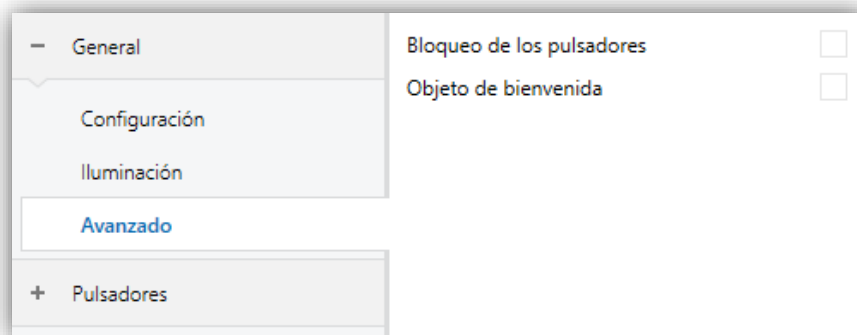 General
Configuración
Iluminación
Avanzado
Pulsadores
Bloqueo de los pulsadores
Objeto de bienvenida